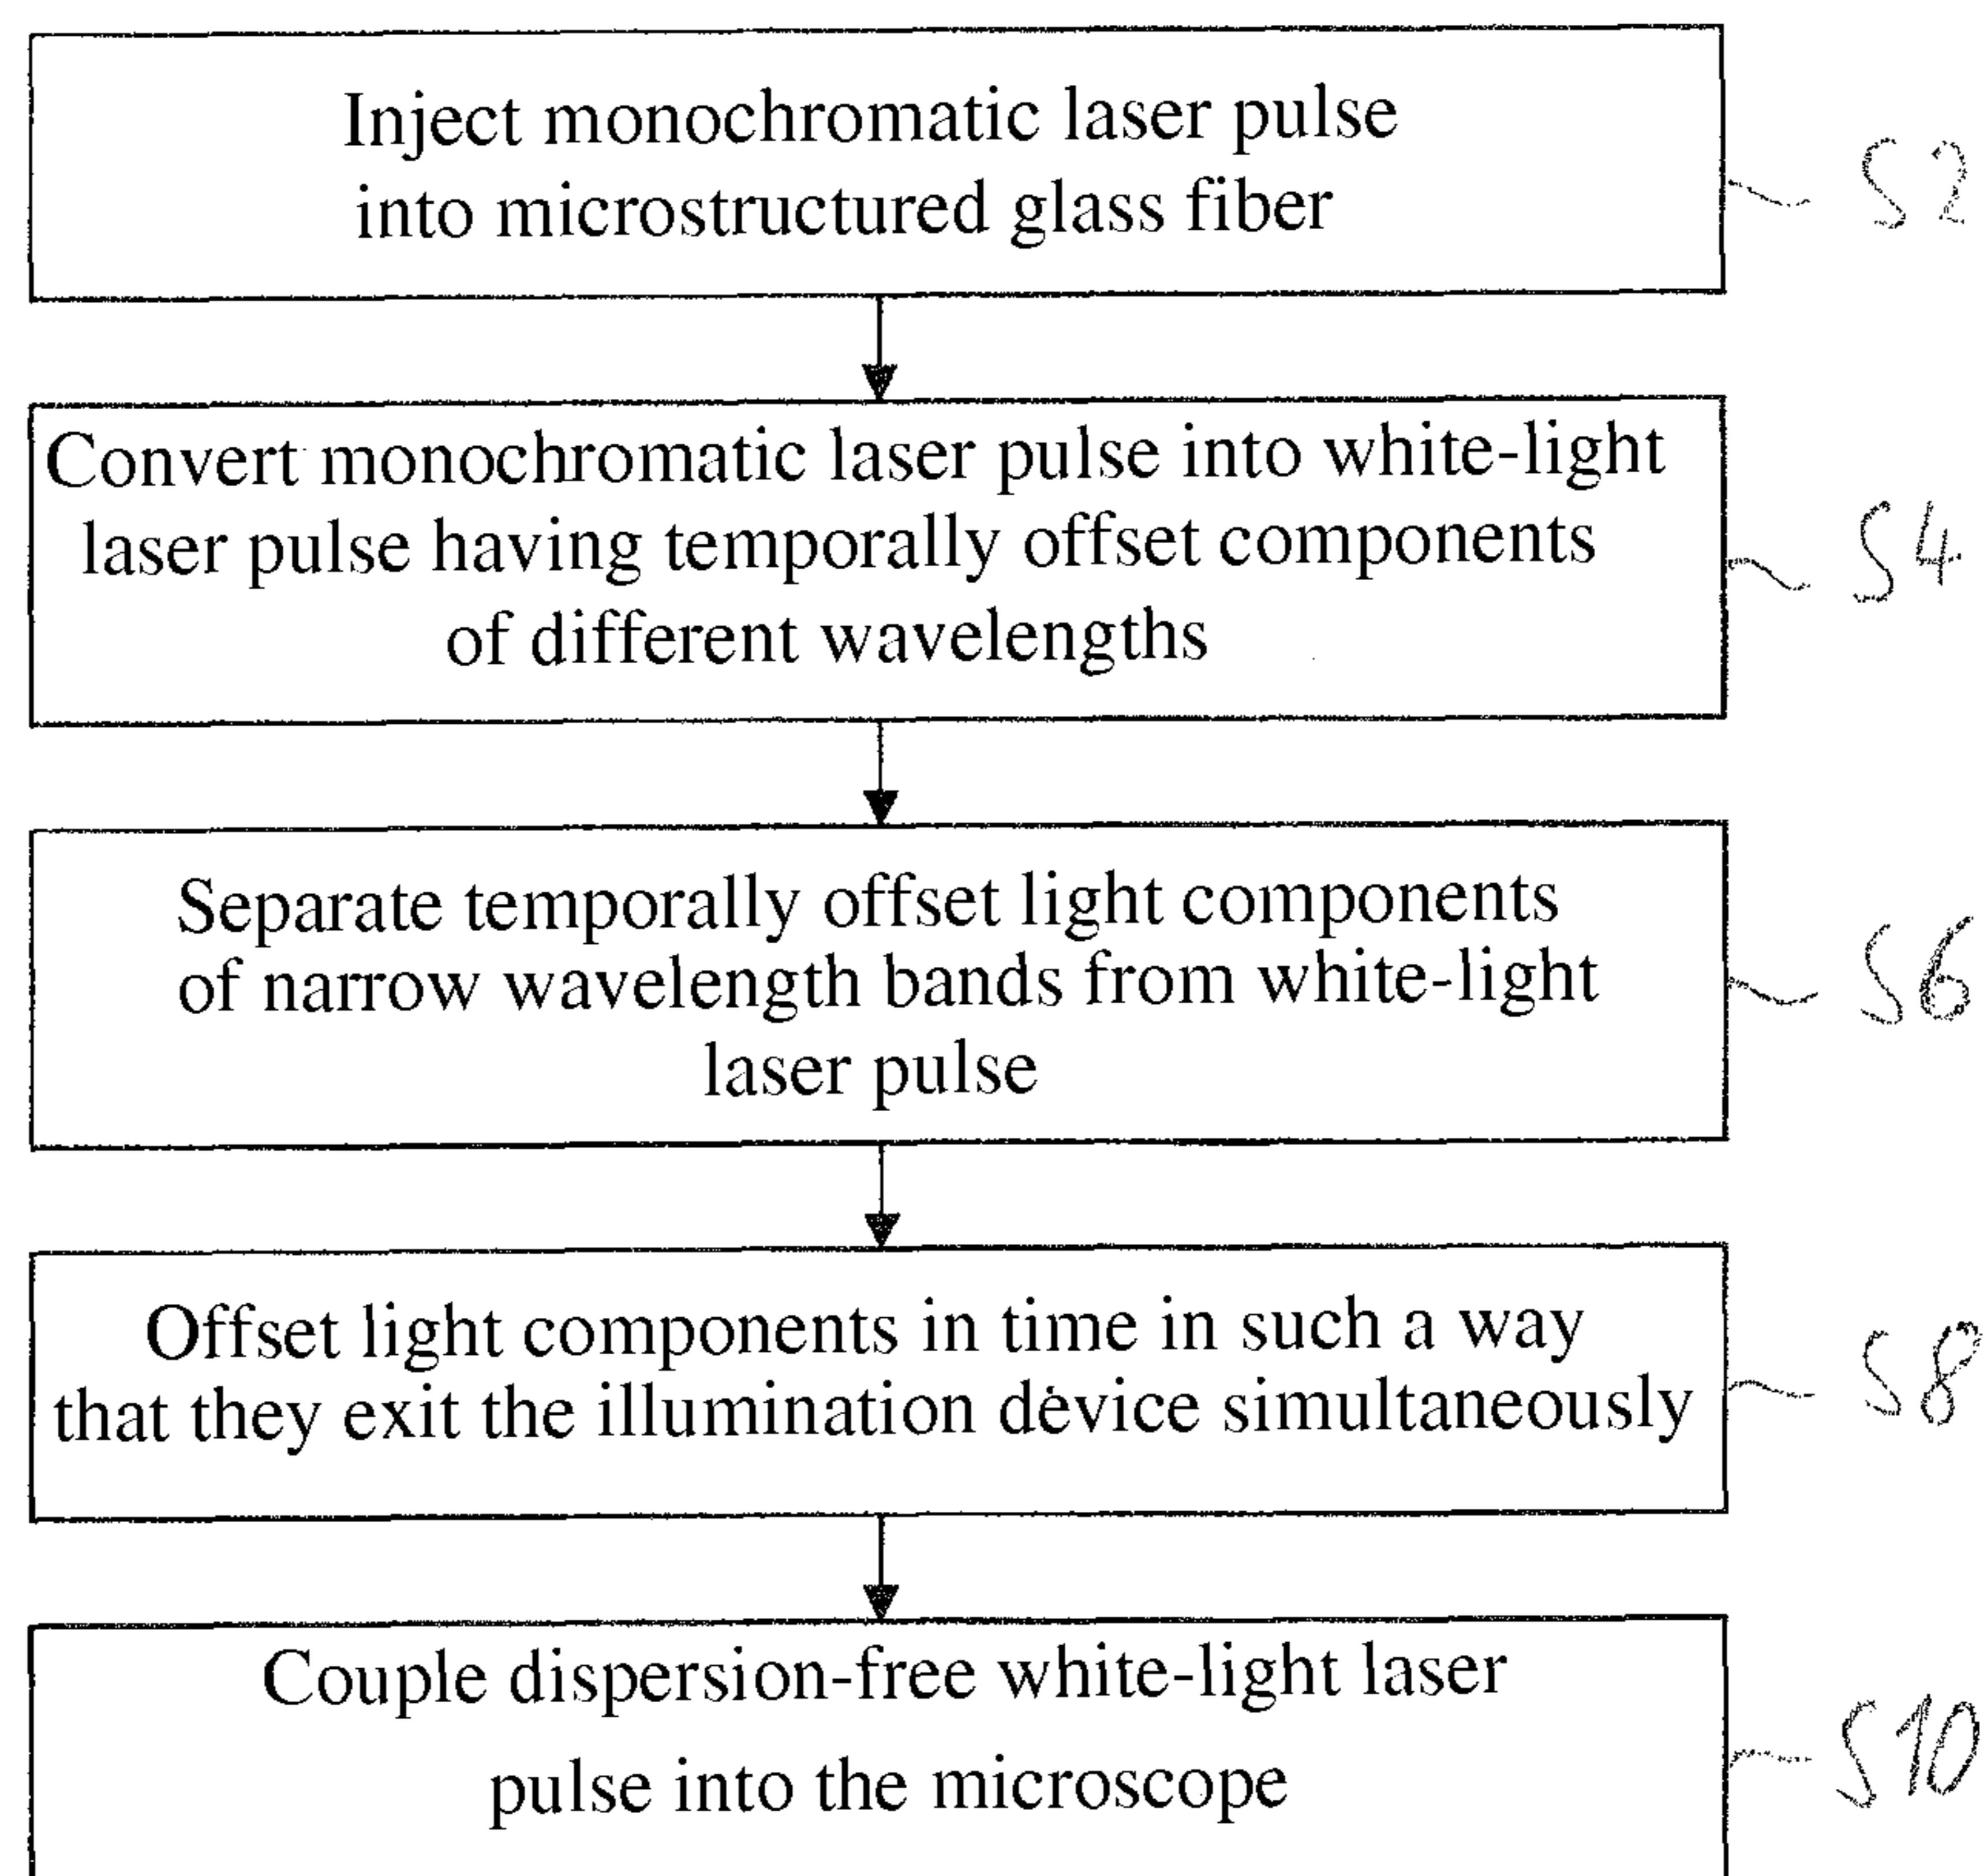 Inject monochromatic laser pulse
into microstructured glass fiber
S2
Convert monochromatic laser pulse into white-light
laser pulse having temporally offset components
of different wavelengths
S4
Separate temporally offset light components
of narrow wavelength bands from white-light
laser pulse
S6
Offset light components in time in such a way
that they exit the illumination device simultaneously
S8
Couple dispersion-free white-light laser
pulse into the microscope
S10